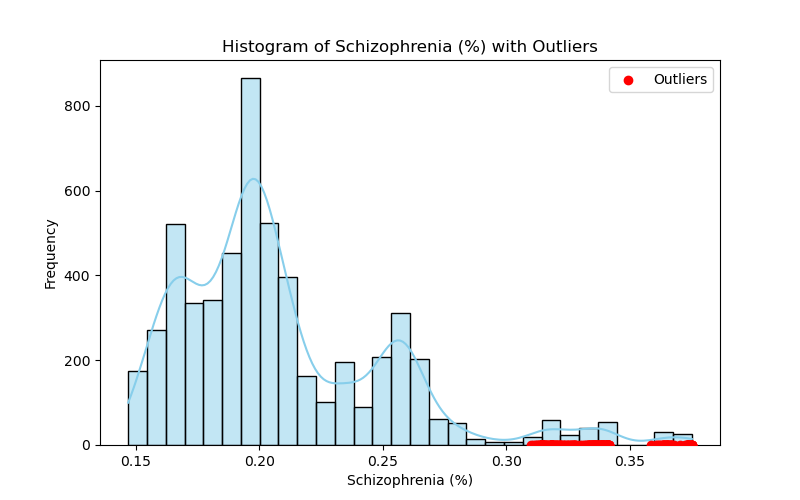 Histogram of Schizophrenia (%) with Outliers
Outliers
Frequency
800
600
400
200
0
0.15 0.20 0.25 0.30 0.35
Schizophrenia (%)